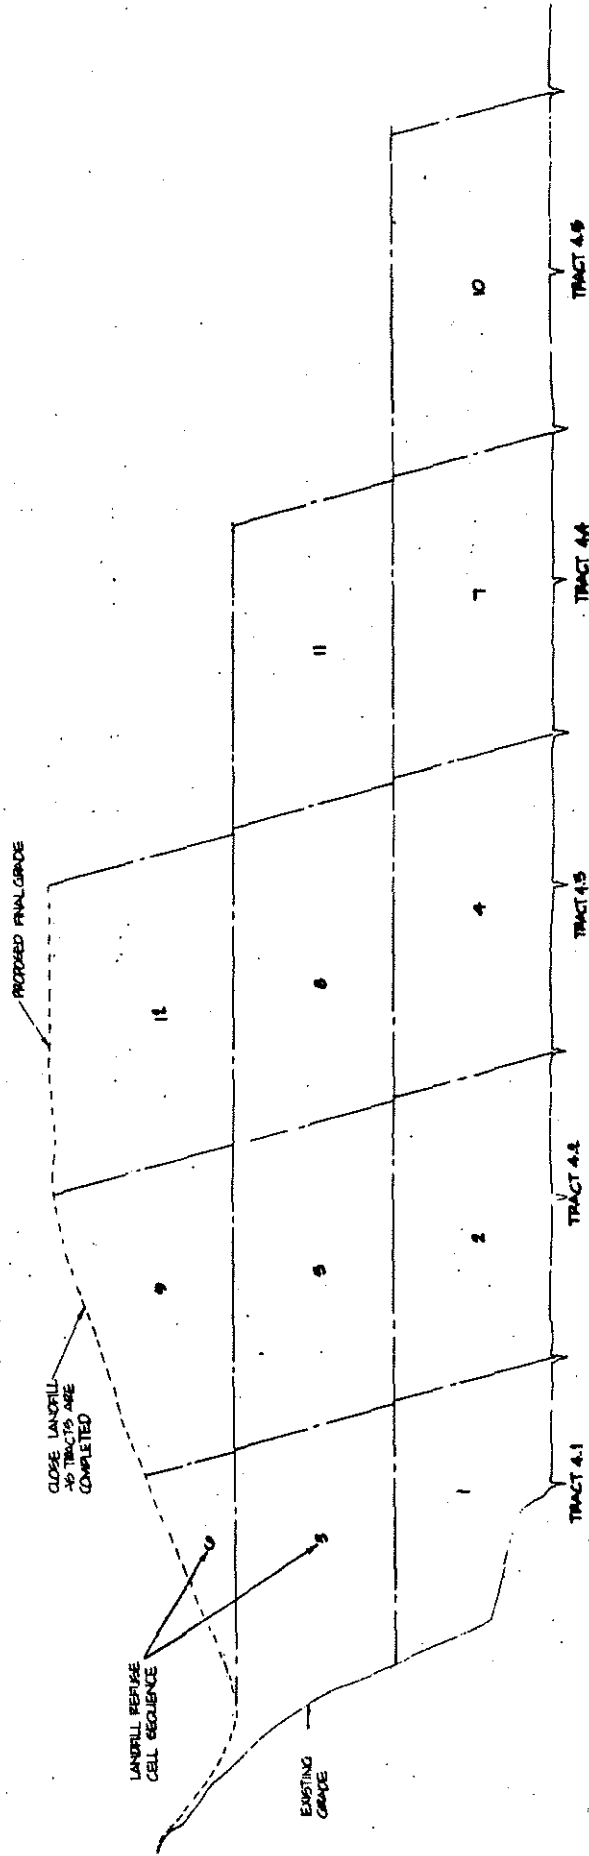 PROPOSED FINAL GRADE
CLOSE LANDFILL
AS TRACTS ARE
COMPLETED
LANDFILL REFUSE
CELL SEQUENCE
EXISTING
GRADE
6
9
12
3
5
8
11
1
2
4
7
10
TRACT 4.1
TRACT 4.2
TRACT 4.3
TRACT 4.4
TRACT 4.5